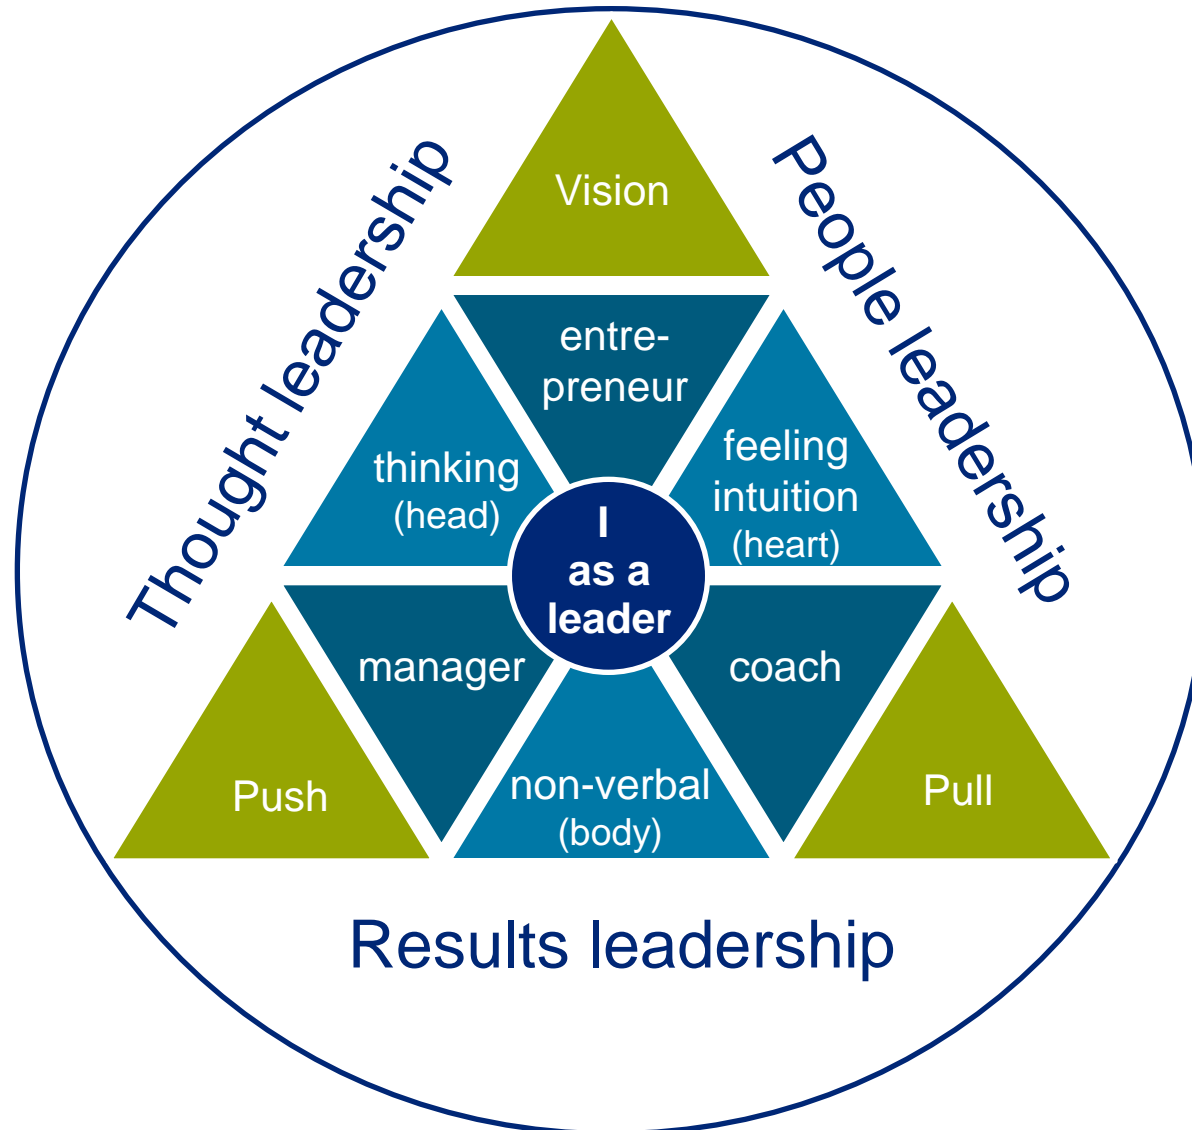 Vision
Thought leadership
People leadership
entre-
preneur
thinking
(head)
feeling
intuition
(heart)
I
as a
leader
manager
coach
Push
non-verbal
(body)
Pull
Results leadership